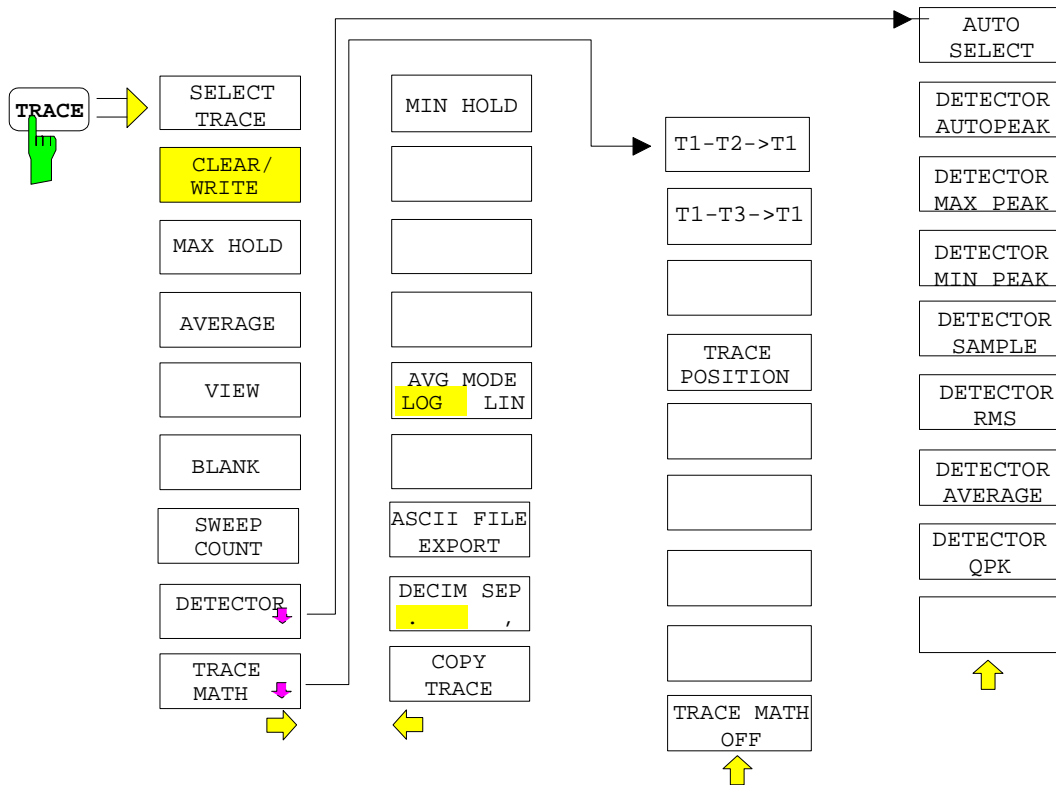 TRACE
SELECT
TRACE
CLEAR/
WRITE
MAX HOLD
AVERAGE
VIEW
BLANK
SWEEP
COUNT
DETECTOR
TRACE
MATH
MIN HOLD
AVG MODE
LOG LIN
ASCII FILE
EXPORT
DECIM SEP
. ,
COPY
TRACE
T1-T2->T1
T1-T3->T1
TRACE
POSITION
TRACE MATH
OFF
AUTO
SELECT
DETECTOR
AUTOPEAK
DETECTOR
MAX PEAK
DETECTOR
MIN PEAK
DETECTOR
SAMPLE
DETECTOR
RMS
DETECTOR
AVERAGE
DETECTOR
QPK